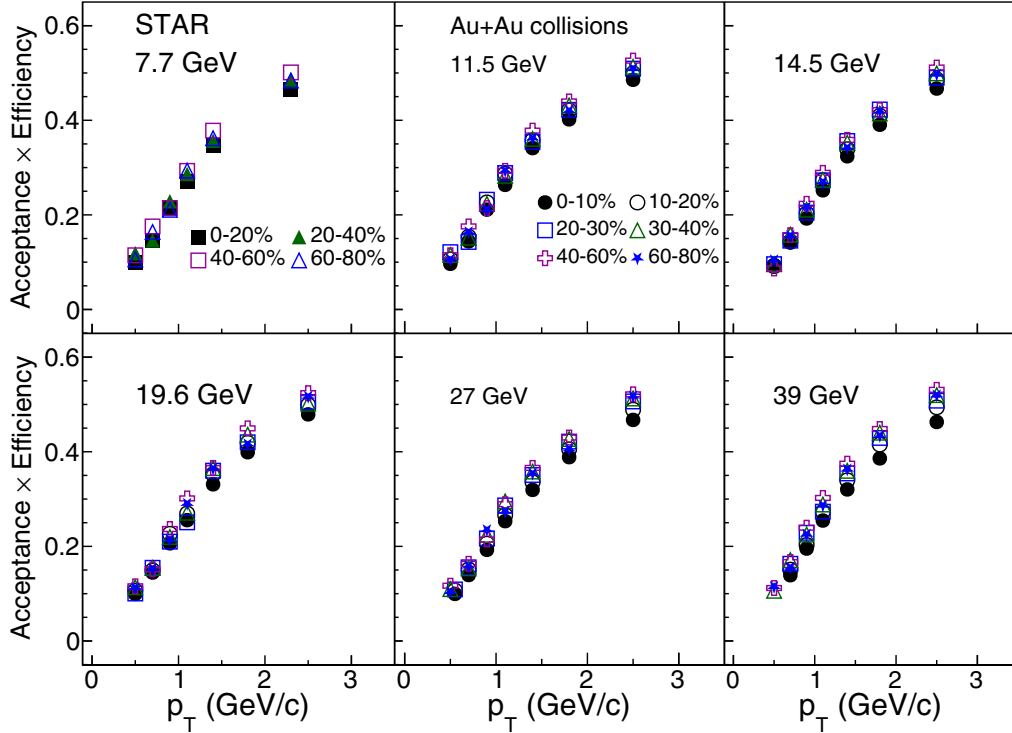 STAR
7.7 GeV
Au+Au collisions
11.5 GeV
14.5 GeV
0.6
0.4
0.2
0
Acceptance × Efficiency
0-20% 20-40%
40-60% 60-80%
0-10% 10-20%
20-30% 30-40%
40-60% 60-80%
19.6 GeV
27 GeV
39 GeV
0.6
0.4
0.2
0
Acceptance × Efficiency
0 1 2 3 0 1 2 3 0 1 2 3
p_T (GeV/c) p_T (GeV/c) p_T (GeV/c)